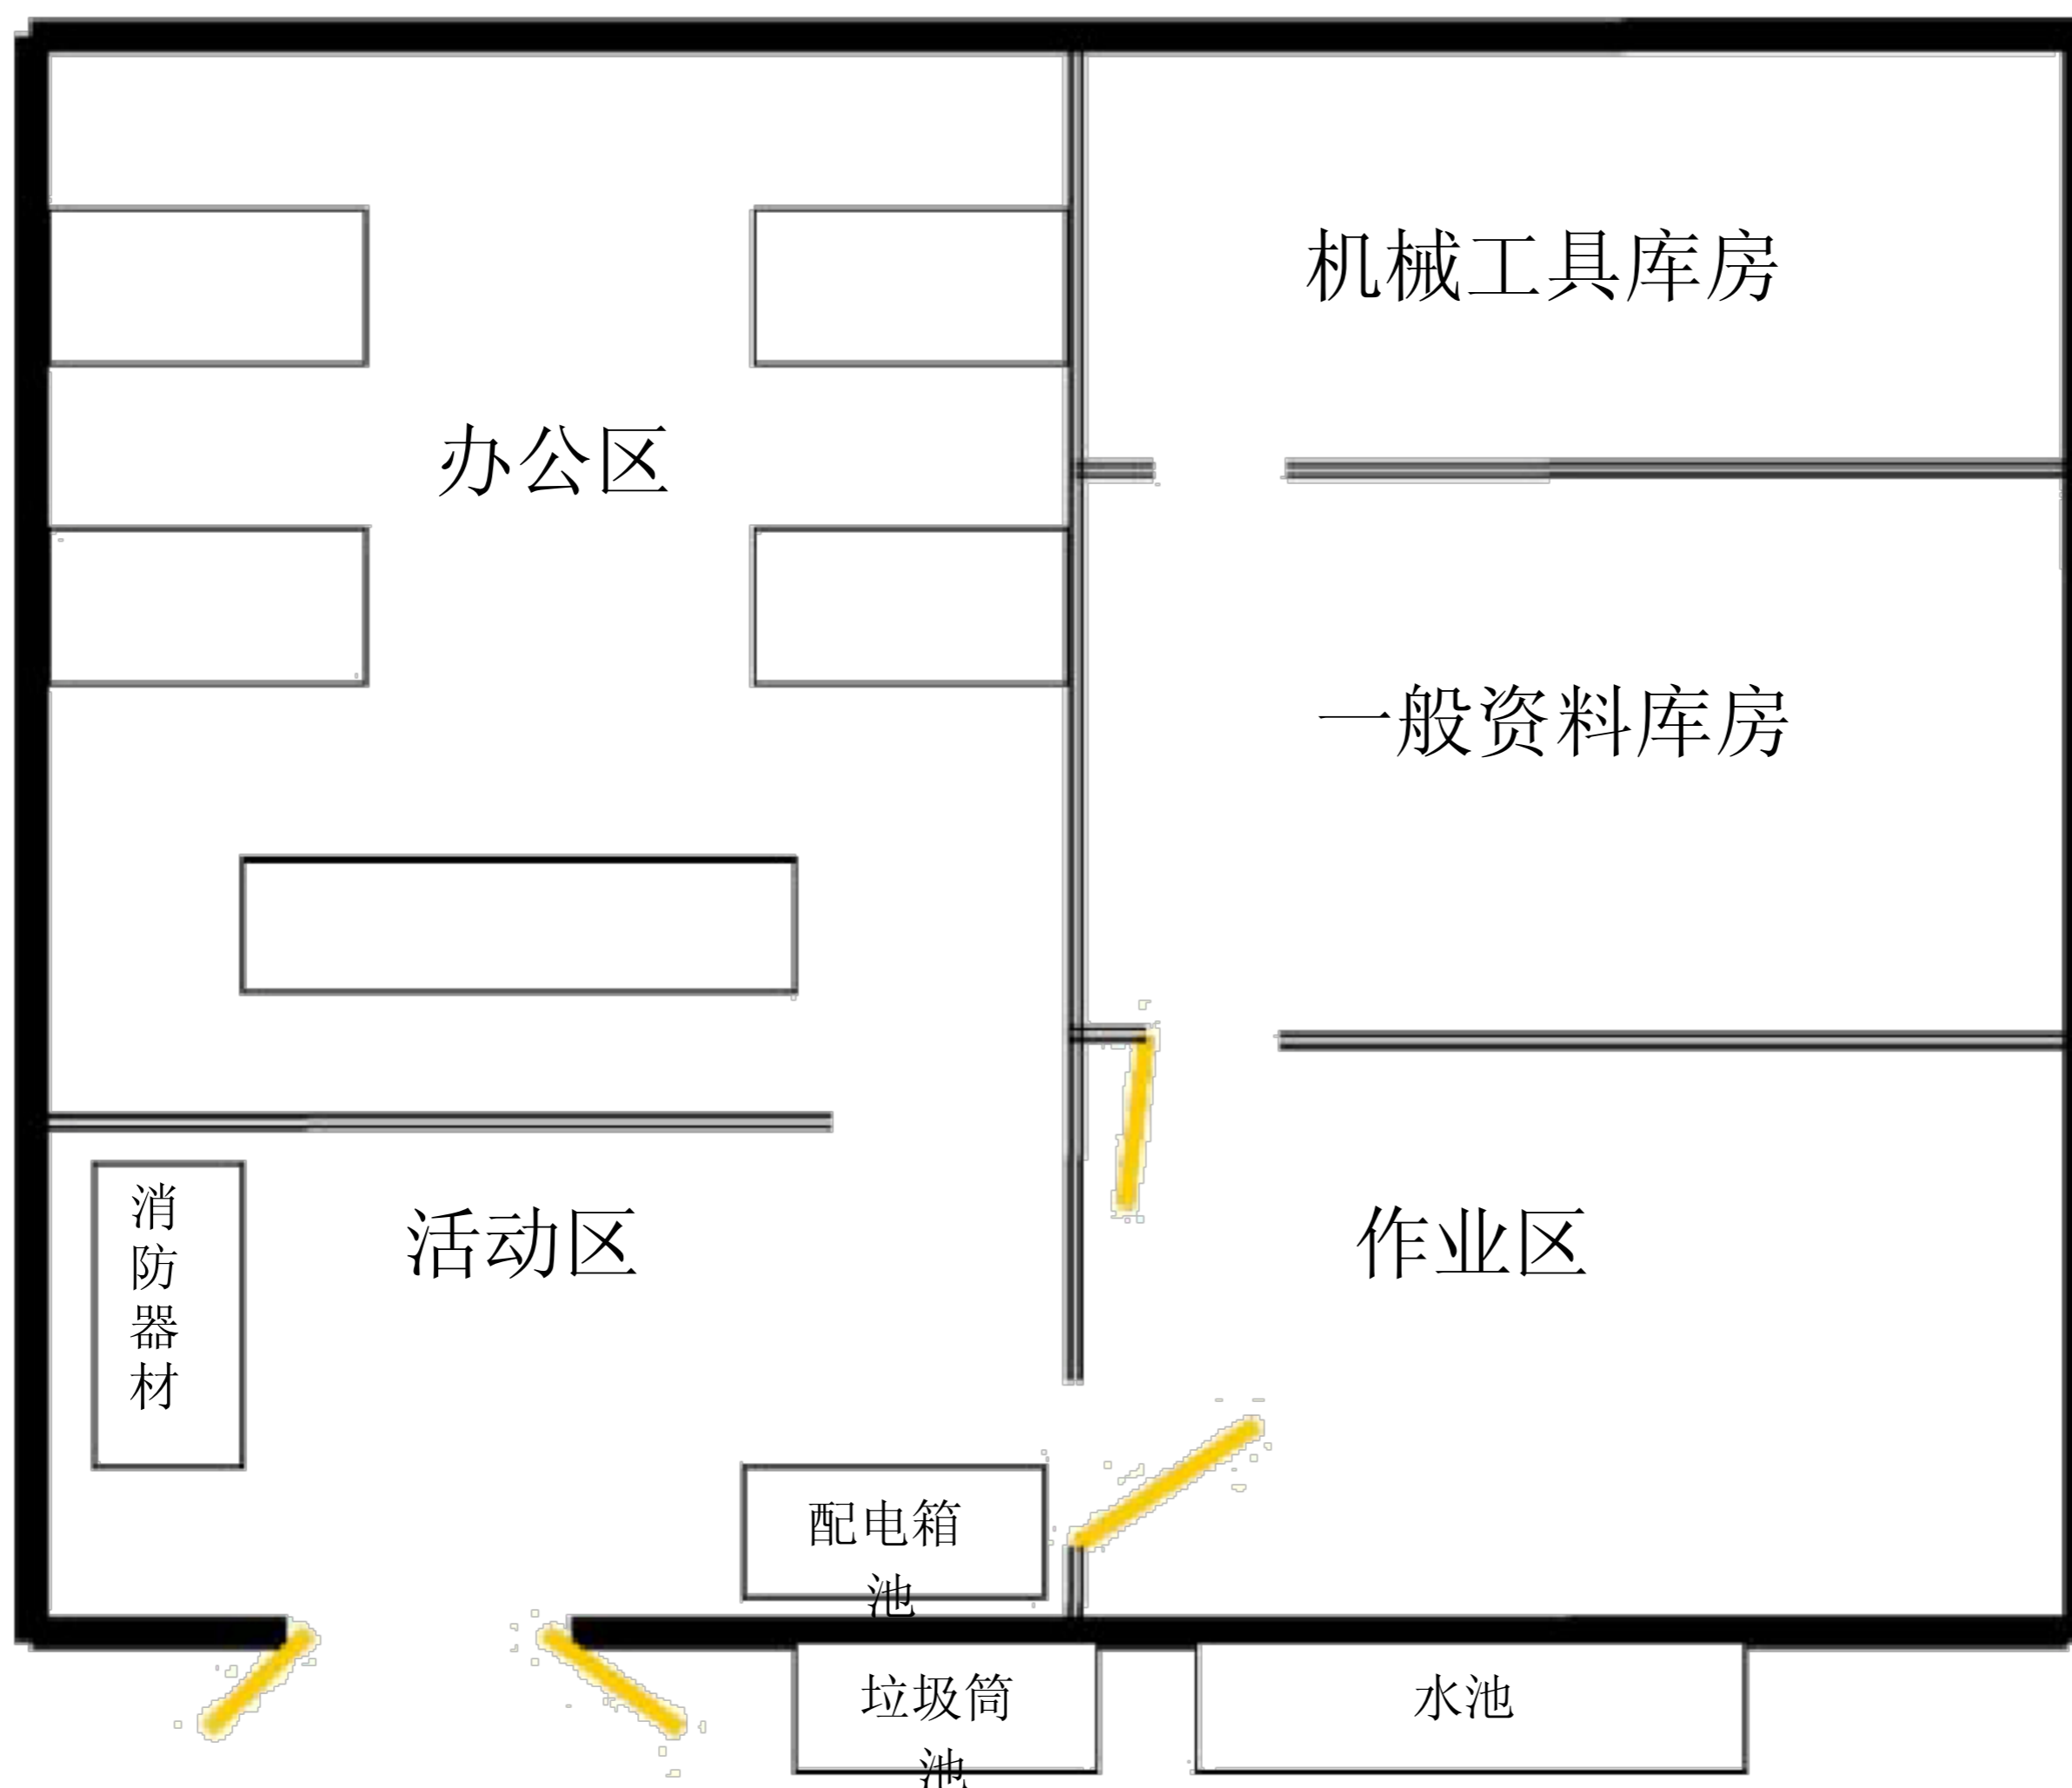 机械工具库房
办公区
一般资料库房
消
防
器
材
活动区
作业区
配电箱
池
垃圾筒
池
水池